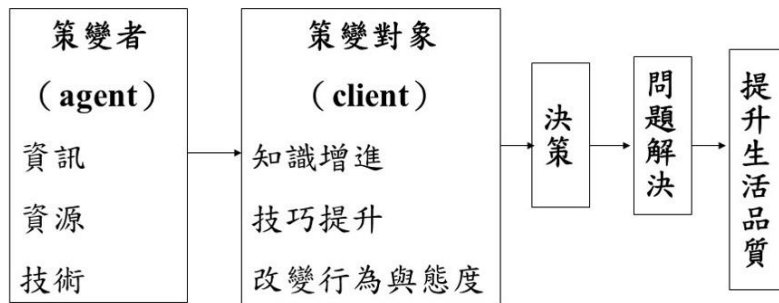 策變者
（agent）
資訊
資源
技術
策變對象
（client）
知識增進
技巧提升
改變行為與態度
決策
問題解決
提升生活品質